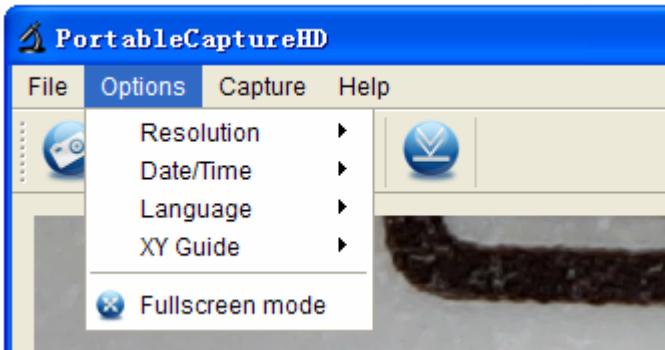 PortableCaptureHD
File Options Capture Help
Resolution
Date/Time
Language
XY Guide
Fullscreen mode